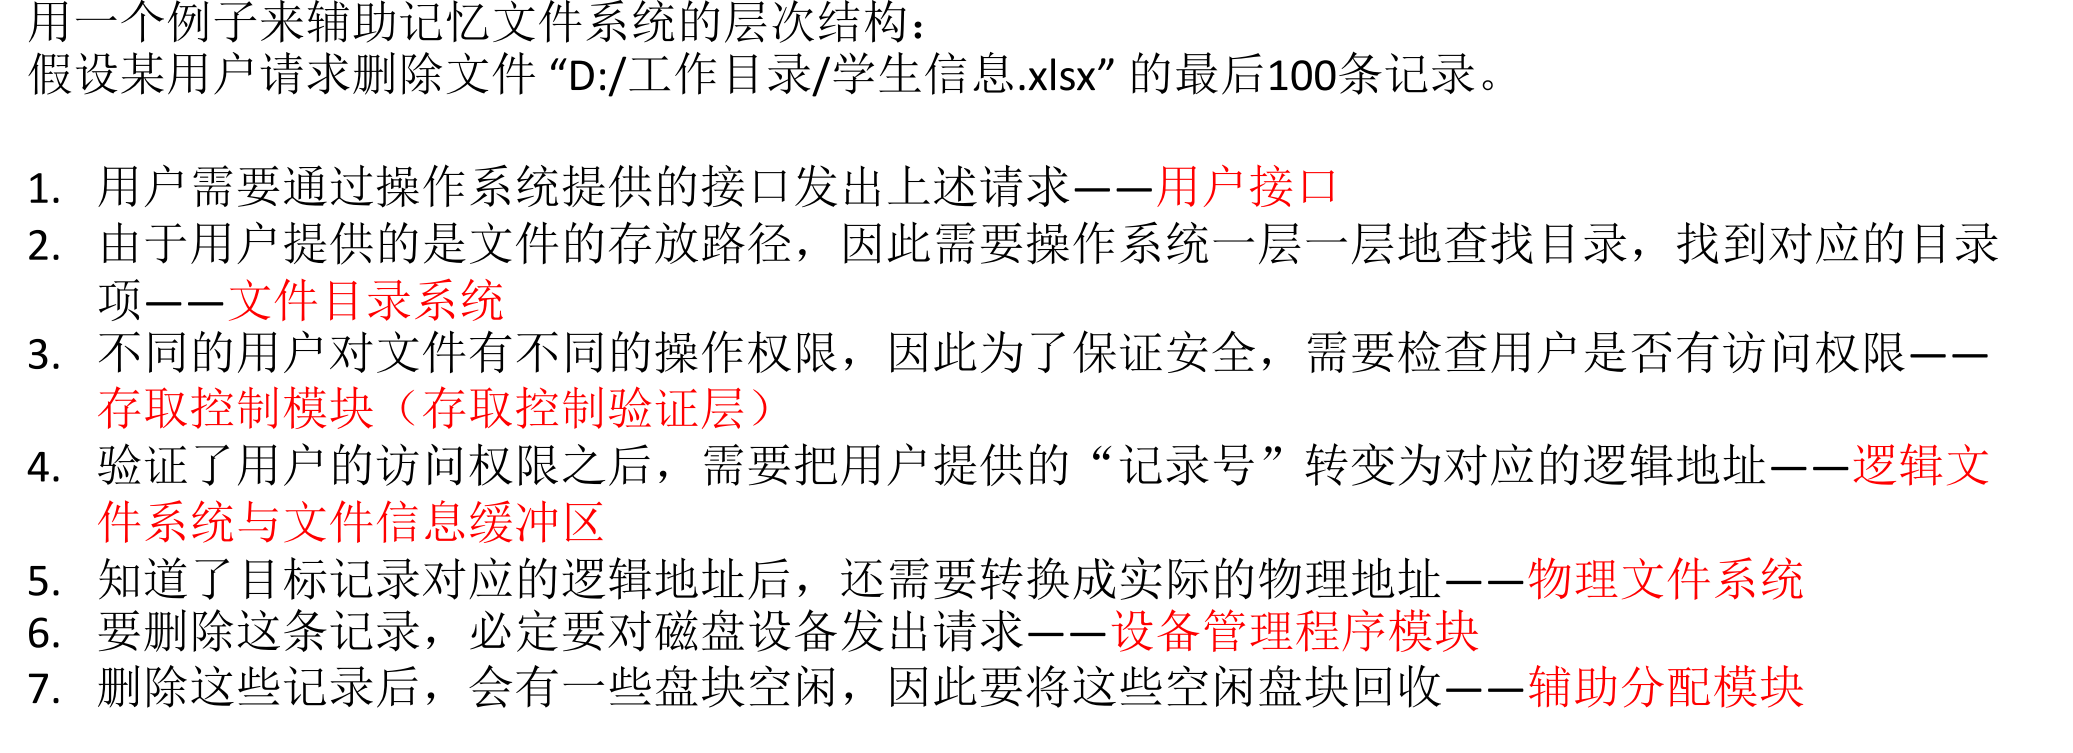 用一个例子来辅助记忆文件系统的层次结构：
假设某用户请求删除文件 “D:/工作目录/学生信息.xlsx” 的最后100条记录。
1. 用户需要通过操作系统提供的接口发出上述请求——用户接口
2. 由于用户提供的是文件的存放路径，因此需要操作系统一层一层地查找目录，找到对应的目录
项——文件目录系统
3. 不同的用户对文件有不同的操作权限，因此为了保证安全，需要检查用户是否有访问权限——
存取控制模块（存取控制验证层）
4. 验证了用户的访问权限之后，需要把用户提供的“记录号”转变为对应的逻辑地址——逻辑文
件系统与文件信息缓冲区
5. 知道了目标记录对应的逻辑地址后，还需要转换成实际的物理地址——物理文件系统
6. 要删除这条记录，必定要对磁盘设备发出请求——设备管理程序模块
7. 删除这些记录后，会有一些盘块空闲，因此要将这些空闲盘块回收——辅助分配模块